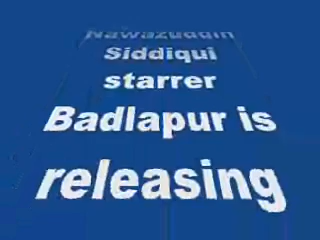 Nawazuddin
Siddiqui
starrer
Badlapur is
releasing